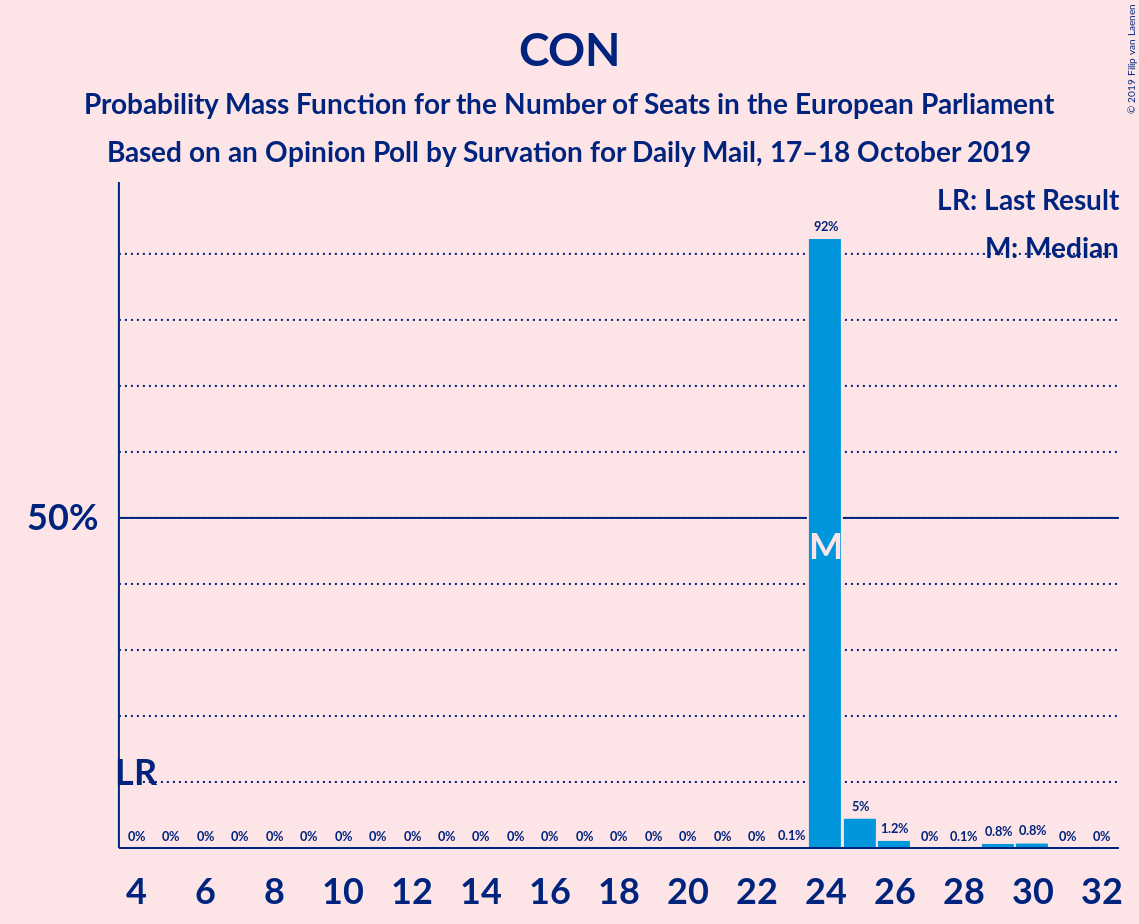 CON
Probability Mass Function for the Number of Seats in the European Parliament
Based on an Opinion Poll by Survation for Daily Mail, 17–18 October 2019
© 2019 Filip van Laenen
LR: Last Result
M: Median
92%
50%
M
LR
0% 0% 0% 0% 0% 0% 0% 0% 0% 0% 0% 0% 0% 0% 0% 0% 0% 0% 0% 0.1% 5% 1.2% 0% 0.1% 0.8% 0.8% 0% 0%
4 6 8 10 12 14 16 18 20 22 24 26 28 30 32